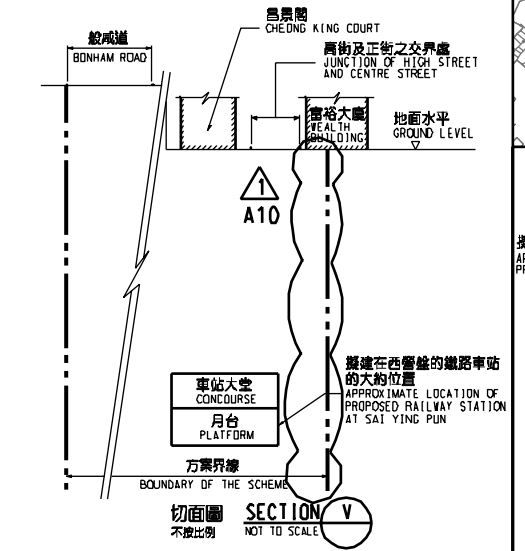 昌景閣
CHEONG KING COURT
般咸道
BONHAM ROAD
高街及正街之交界處
JUNCTION OF HIGH STREET
AND CENTRE STREET
富裕大廈
WEALTH
BUILDING
地面水平
GROUND LEVEL
1
A10
擬建在西營盤的鐵路車站
的大約位置
APPROXIMATE LOCATION OF
PROPOSED RAILWAY STATION
AT SAI YING PUN
車站大堂
CONCOURSE
月台
PLATFORM
方案界線
BOUNDARY OF THE SCHEME
切面圖 SECTION V
不按比例 NOT TO SCALE